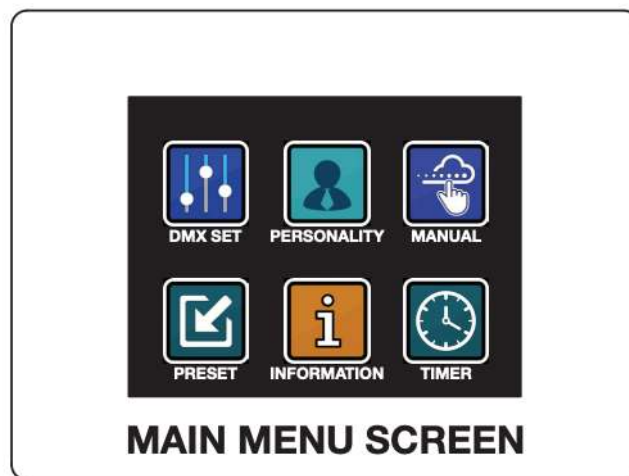 DMX SET PERSONALITY MANUAL
PRESET INFORMATION TIMER
MAIN MENU SCREEN